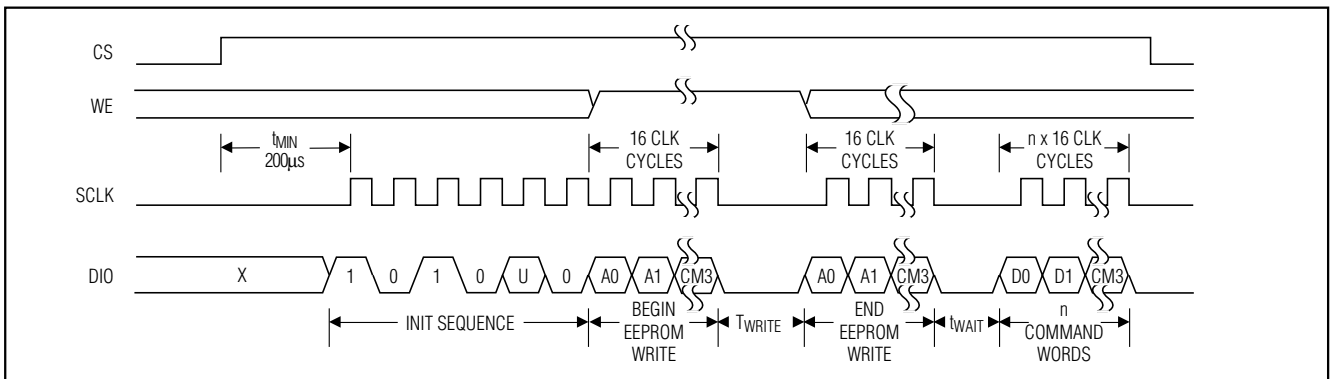 CS
WE
tMIN
200µs
16 CLK
CYCLES
16 CLK
CYCLES
n x 16 CLK
CYCLES
SCLK
DIO
X
1
0
1
0
U
0
A0
A1
CM3
A0
A1
CM3
D0
D1
CM3
INIT SEQUENCE
BEGIN
EEPROM
WRITE
TWRITE
END
EEPROM
WRITE
tWAIT
n
COMMAND
WORDS